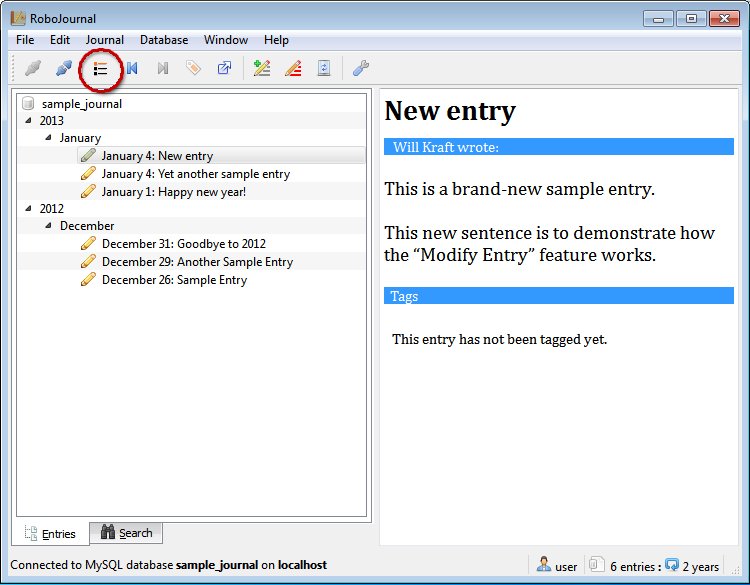 RoboJournal
File Edit Journal Database Window Help
sample_journal
2013
January
January 4: New entry
January 4: Yet another sample entry
January 1: Happy new year!
2012
December
December 31: Goodbye to 2012
December 29: Another Sample Entry
December 26: Sample Entry
Entries Search
New entry
Will Kraft wrote:
This is a brand-new sample entry.
This new sentence is to demonstrate how
the “Modify Entry” feature works.
Tags
This entry has not been tagged yet.
Connected to MySQL database sample_journal on localhost
user 6 entries : 2 years